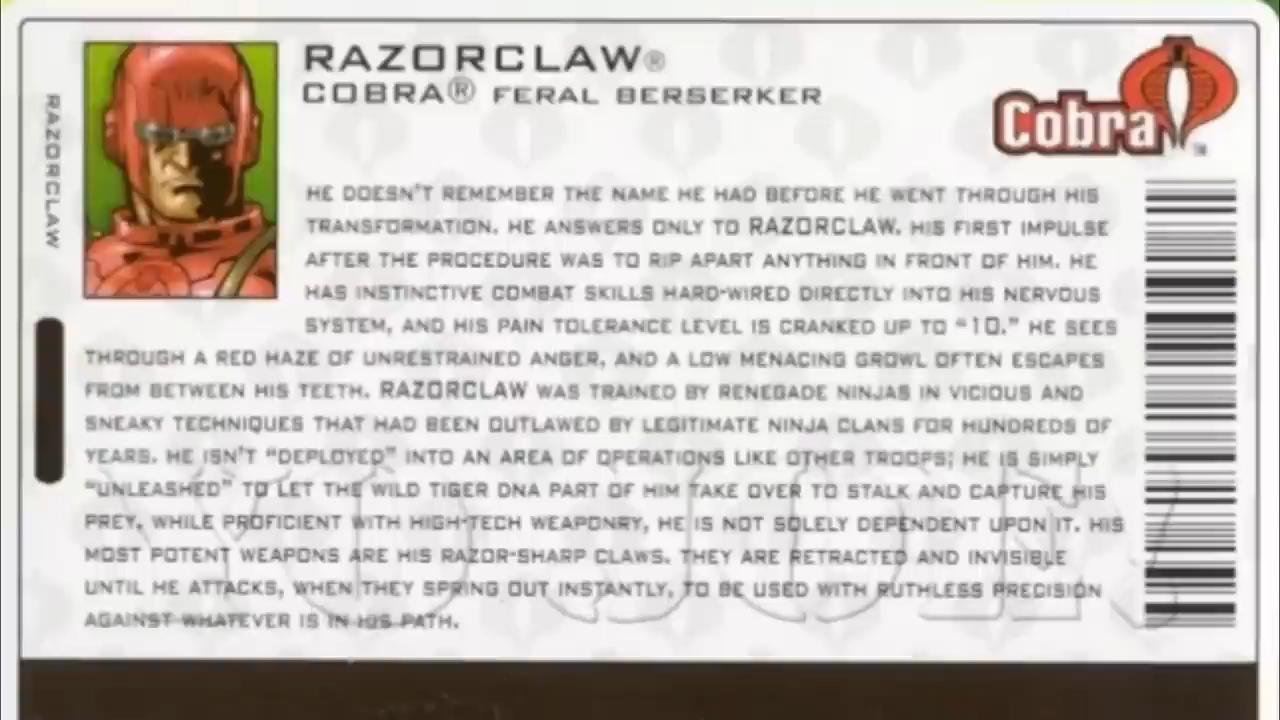 RAZORCLAW®
COBRA® FERAL BERSERKER
Cobra™
RAZORCLAW
HE DOESN'T REMEMBER THE NAME HE HAD BEFORE HE WENT THROUGH HIS
TRANSFORMATION. HE ANSWERS ONLY TO RAZORCLAW. HIS FIRST IMPULSE
AFTER THE PROCEDURE WAS TO RIP APART ANYTHING IN FRONT OF HIM. HE
HAS INSTINCTIVE COMBAT SKILLS HARD-WIRED DIRECTLY INTO HIS NERVOUS
SYSTEM, AND HIS PAIN TOLERANCE LEVEL IS CRANKED UP TO "10." HE SEES
THROUGH A RED HAZE OF UNRESTRAINED ANGER, AND A LOW MENACING GROWL OFTEN ESCAPES
FROM BETWEEN HIS TEETH. RAZORCLAW WAS TRAINED BY RENEGADE NINJAS IN VICIOUS AND
SNEAKY TECHNIQUES THAT HAD BEEN OUTLAWED BY LEGITIMATE NINJA CLANS FOR HUNDREDS OF
YEARS. HE ISN'T "DEPLOYED" INTO AN AREA OF OPERATIONS LIKE OTHER TROOPS; HE IS SIMPLY
"UNLEASHED" TO LET THE WILD TIGER DNA PART OF HIM TAKE OVER TO STALK AND CAPTURE HIS
PREY. WHILE PROFICIENT WITH HIGH-TECH WEAPONRY, HE IS NOT SOLELY DEPENDENT UPON IT. HIS
MOST POTENT WEAPONS ARE HIS RAZOR-SHARP CLAWS. THEY ARE RETRACTED AND INVISIBLE
UNTIL HE ATTACKS, WHEN THEY SPRING OUT INSTANTLY, TO BE USED WITH RUTHLESS PRECISION
AGAINST WHATEVER IS IN HIS PATH.
YO JOE!